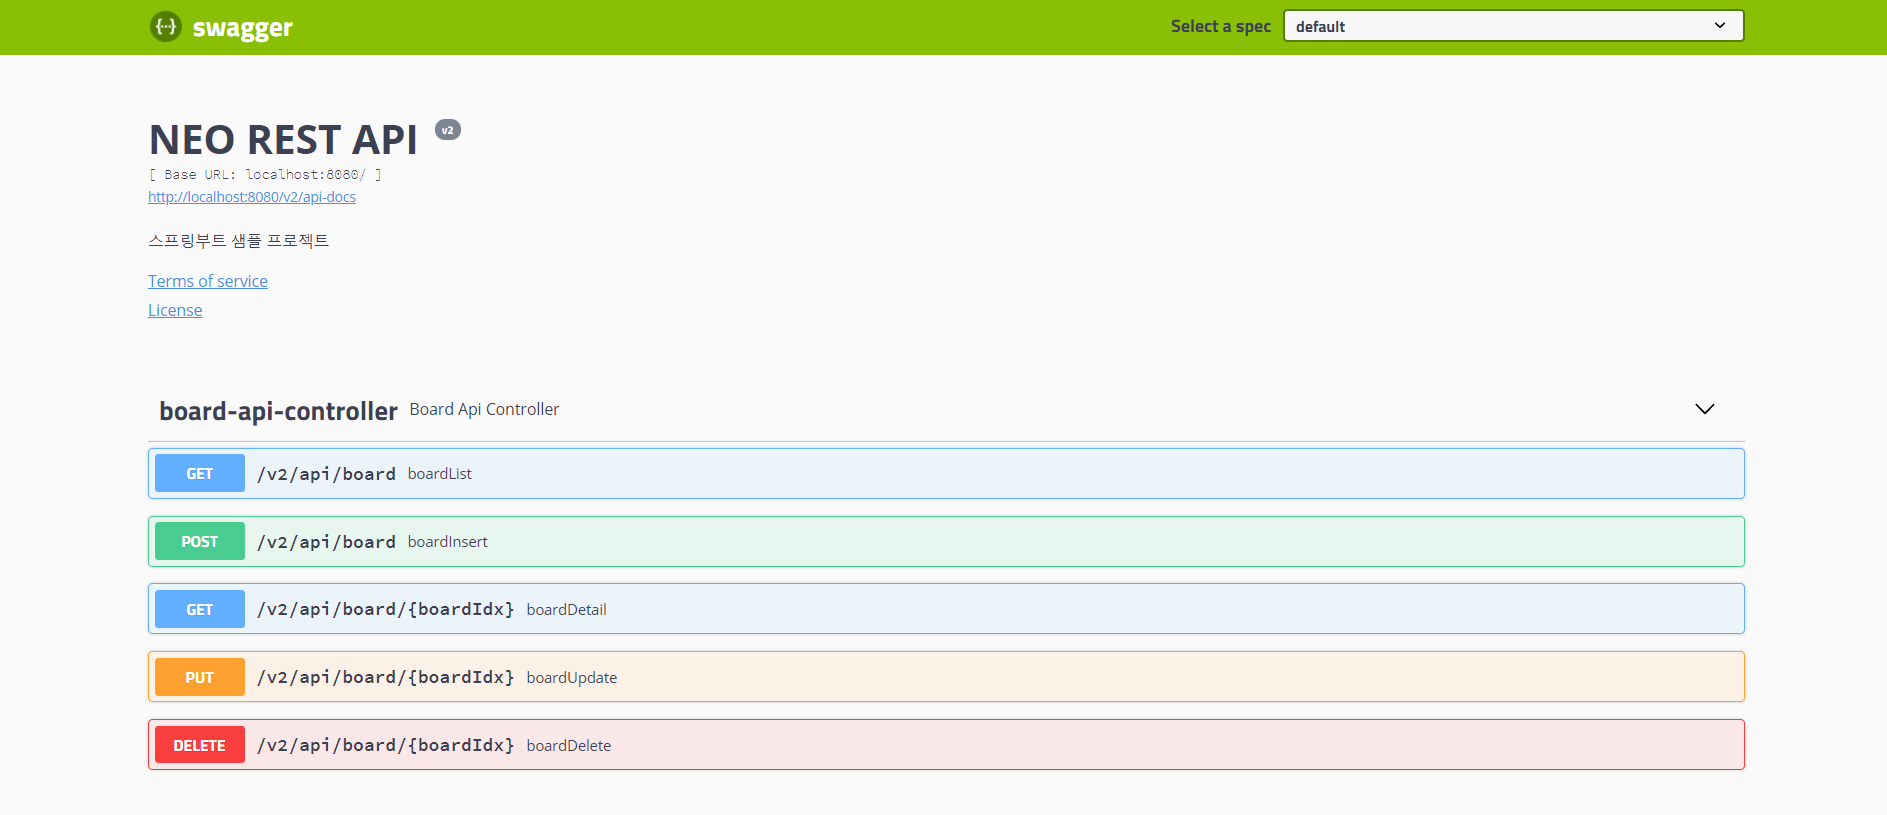 swagger
Select a spec default
NEO REST API v2
[ Base URL: localhost:8080/ ]
http://localhost:8080/v2/api-docs
스프링부트 샘플 프로젝트
Terms of service
License
board-api-controller Board Api Controller
GET /v2/api/board boardList
POST /v2/api/board boardInsert
GET /v2/api/board/{boardIdx} boardDetail
PUT /v2/api/board/{boardIdx} boardUpdate
DELETE /v2/api/board/{boardIdx} boardDelete